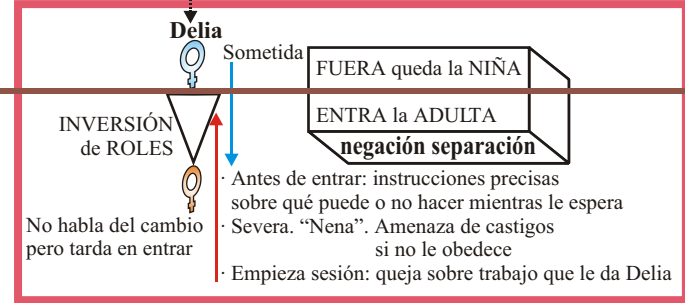 Delia
Sometida
FUERA queda la NIÑA
ENTRA la ADULTA
negación separación
INVERSIÓN
de ROLES
· Antes de entrar: instrucciones precisas
sobre qué puede o no hacer mientras le espera
· Severa. “Nena”. Amenaza de castigos
si no le obedece
· Empieza sesión: queja sobre trabajo que le da Delia
No habla del cambio
pero tarda en entrar